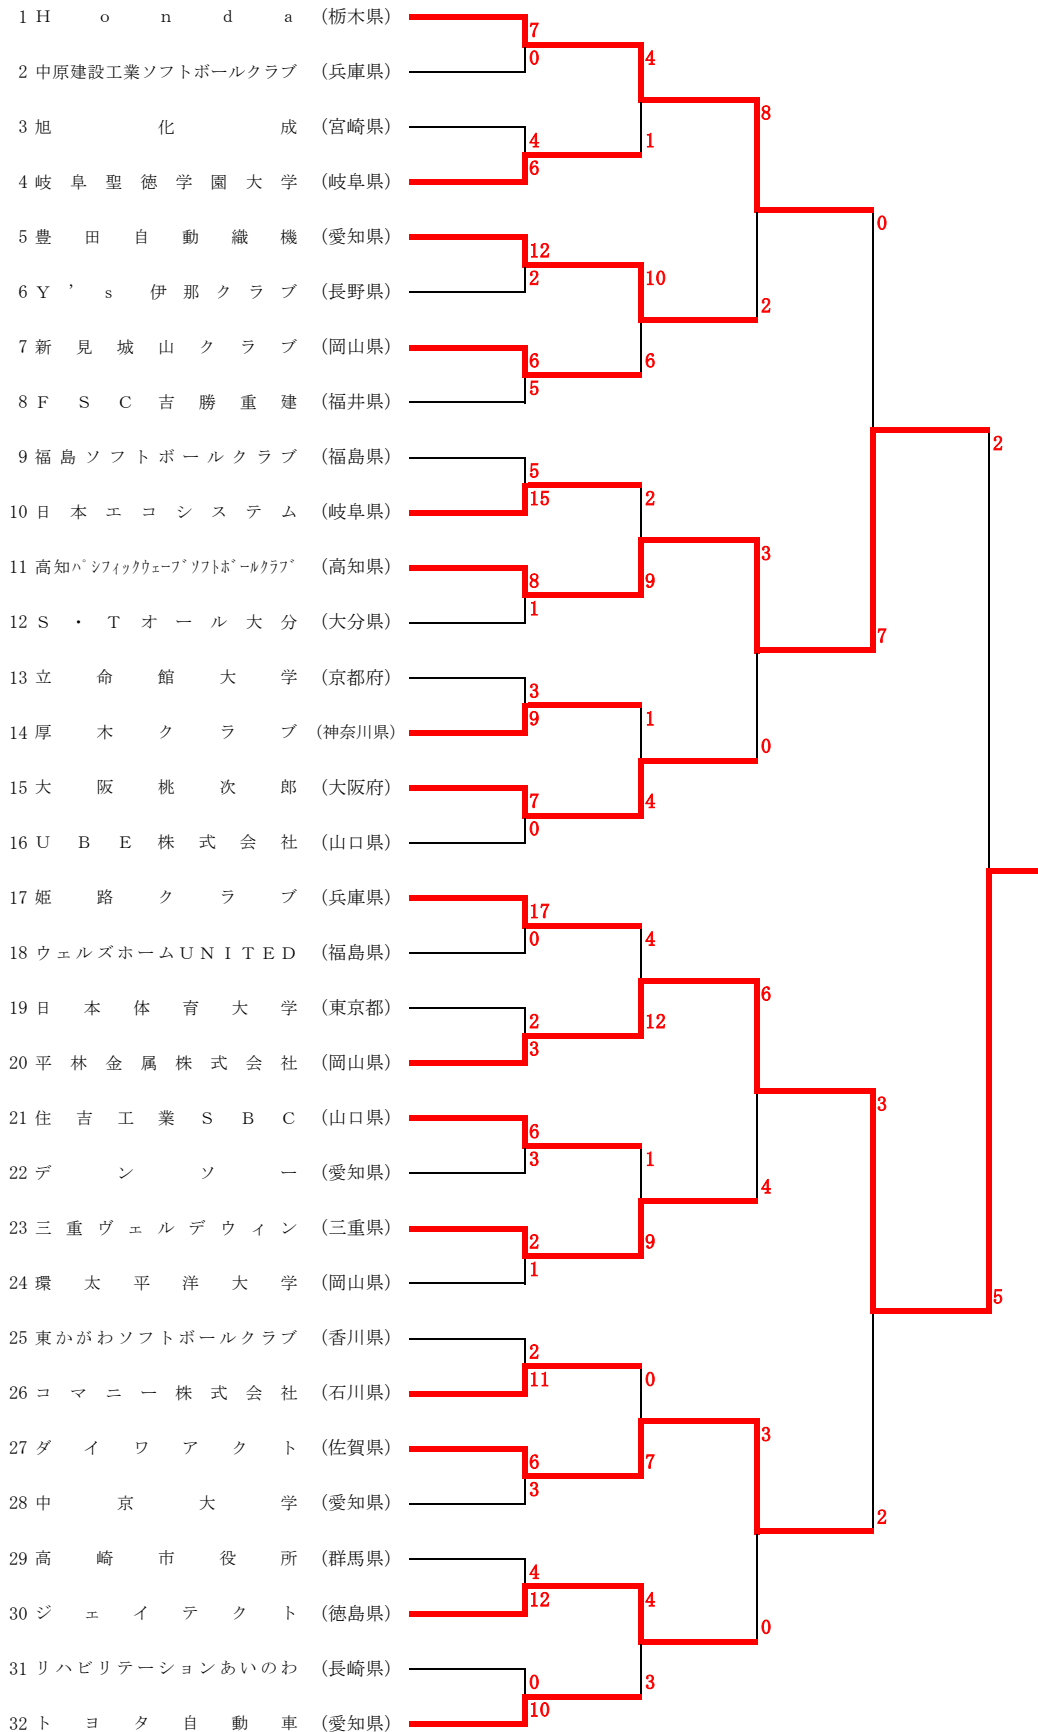 1 Honda (栃木県)
7
0
4
2 中原建設工業ソフトボールクラブ (兵庫県)
8
3 旭化成 (宮崎県)
4
6
1
4 岐阜聖徳学園大学 (岐阜県)
0
5 豊田自動織機 (愛知県)
12
2
10
6 Y's 伊那クラブ (長野県)
2
7 新見城山クラブ (岡山県)
6
5
6
8 FSC吉勝重建 (福井県)
2
9 福島ソフトボールクラブ (福島県)
5
15
2
10 日本エコシステム (岐阜県)
3
11 高知パシフィックウェーブソフトボールクラブ (高知県)
8
1
9
12 S・Tオール大分 (大分県)
7
13 立命館大学 (京都府)
3
9
1
14 厚木クラブ (神奈川県)
0
15 大阪桃次郎 (大阪府)
7
0
4
16 UBE株式会社 (山口県)
17 姫路クラブ (兵庫県)
17
0
4
18 ウェルズホームUNITED (福島県)
6
19 日本体育大学 (東京都)
2
3
12
20 平林金属株式会社 (岡山県)
3
21 住吉工業SBC (山口県)
6
3
1
22 デンソー (愛知県)
4
23 三重ヴェルデウィン (三重県)
2
1
9
24 環太平洋大学 (岡山県)
5
25 東かがわソフトボールクラブ (香川県)
2
11
0
26 コマニー株式会社 (石川県)
3
27 ダイワアクト (佐賀県)
6
3
7
28 中京大学 (愛知県)
2
29 高崎市役所 (群馬県)
4
12
4
30 ジェイテクト (徳島県)
0
31 リハビリテーションあいのわ (長崎県)
0
10
3
32 トヨタ自動車 (愛知県)